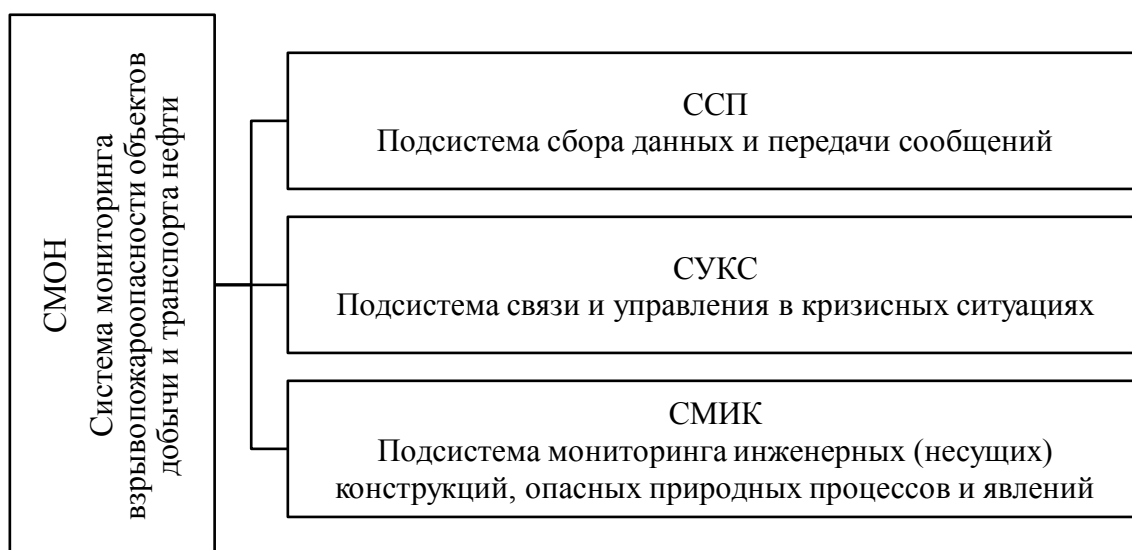 СМОН
Система мониторинга
взрывопожароопасности объектов
добычи и транспорта нефти
ССП
Подсистема сбора данных и передачи сообщений
СУКС
Подсистема связи и управления в кризисных ситуациях
СМИК
Подсистема мониторинга инженерных (несущих)
конструкций, опасных природных процессов и явлений